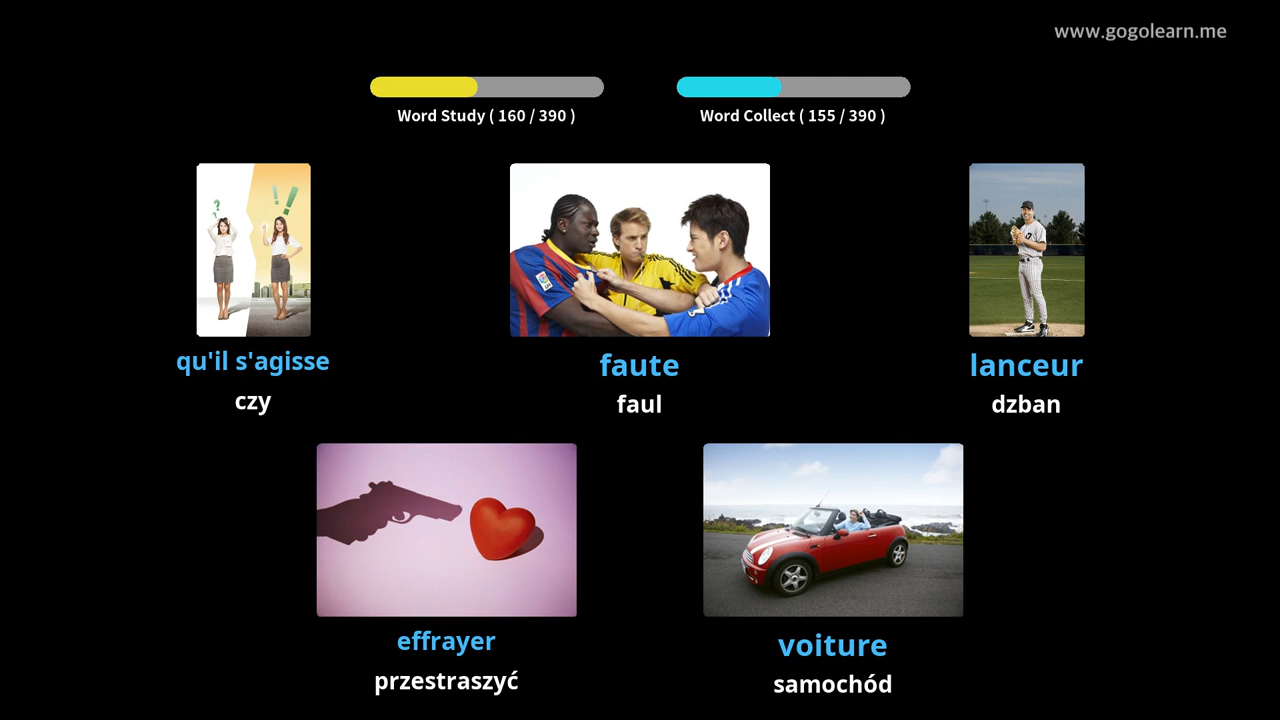 www.gogolearn.me
Word Study ( 160 / 390 )
Word Collect ( 155 / 390 )
qu'il s'agisse
czy
faute
faul
lanceur
dzban
effrayer
przestraszyć
voiture
samochód